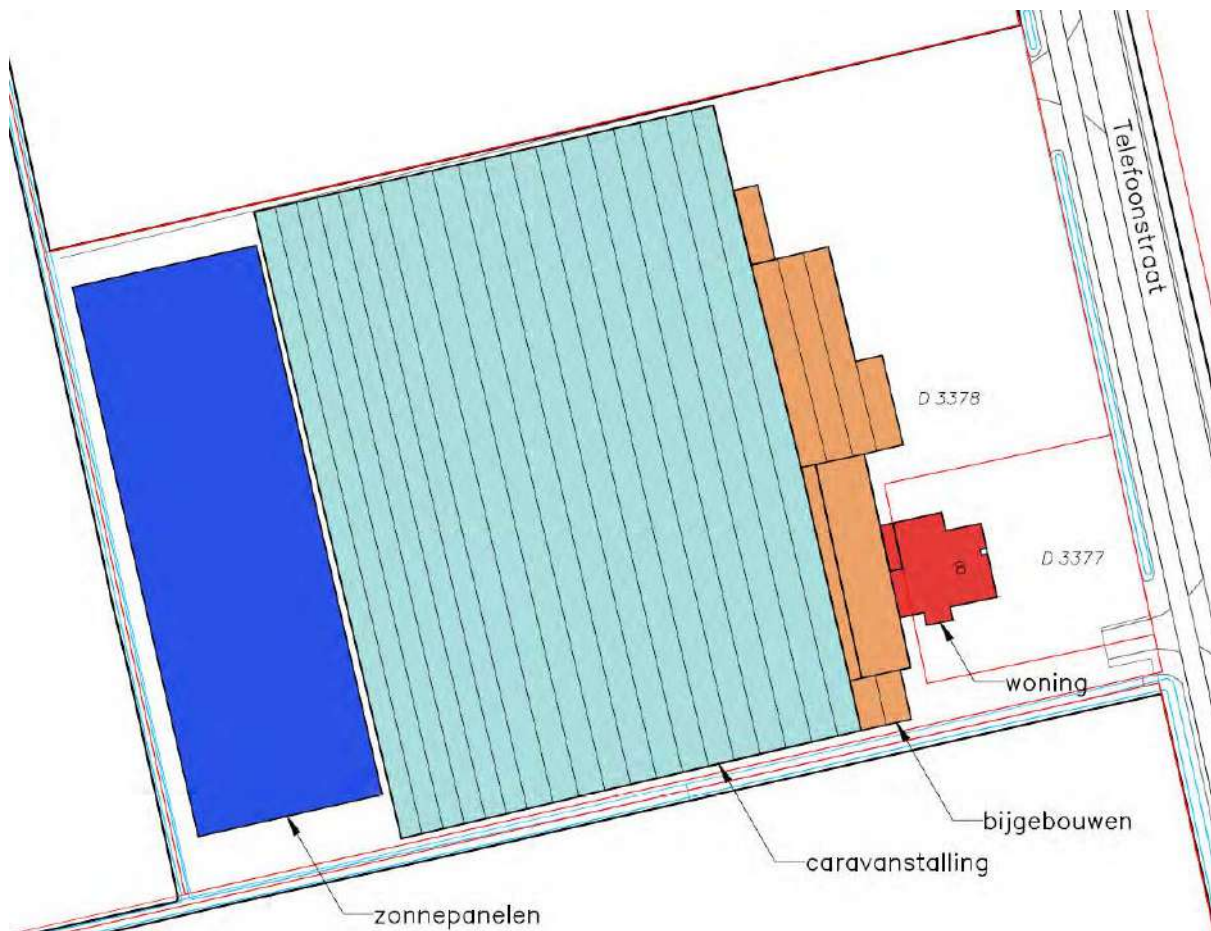 Telefoonstraat
D 3378
D 3377
8
woning
bijgebouwen
caravanstalling
zonnepanelen